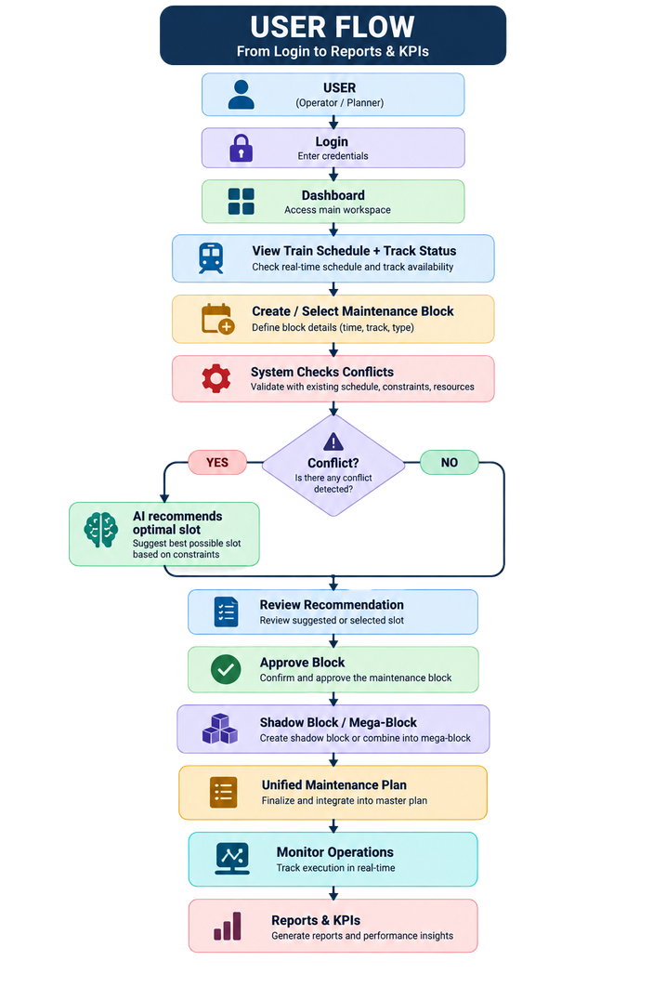 USER FLOW
From Login to Reports & KPIs
USER
(Operator / Planner)
Login
Enter credentials
Dashboard
Access main workspace
View Train Schedule + Track Status
Check real-time schedule and track availability
Create / Select Maintenance Block
Define block details (time, track, type)
System Checks Conflicts
Validate with existing schedule, constraints, resources
Conflict?
Is there any conflict
detected?
YES
NO
AI recommends
optimal slot
Suggest best possible slot
based on constraints
Review Recommendation
Review suggested or selected slot
Approve Block
Confirm and approve the maintenance block
Shadow Block / Mega-Block
Create shadow block or combine into mega-block
Unified Maintenance Plan
Finalize and integrate into master plan
Monitor Operations
Track execution in real-time
Reports & KPIs
Generate reports and performance insights